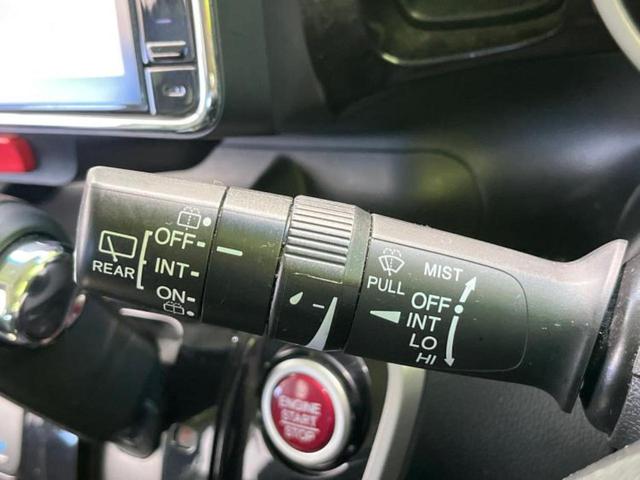 OFF
INT
ON
REAR
PULL
MIST
OFF
INT
LO
HI
ENGINE
START
STOP